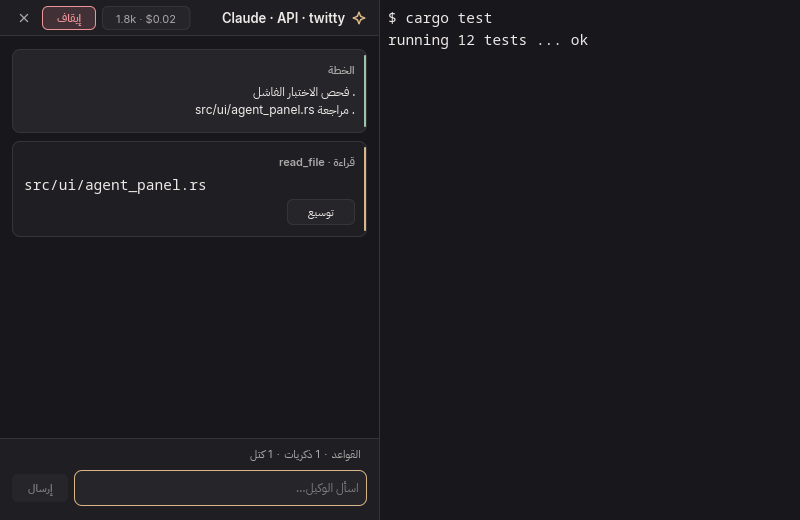 Claude · API · twitty
1.8k · $0.02
إيقاف
×
الخطة
. فحص الاختبار الفاشل
. مراجعة src/ui/agent_panel.rs
قراءة · read_file
src/ui/agent_panel.rs
توسيع
القواعد · 1 ذكريات · 1 كتل
اسأل الوكيل...
إرسال
$ cargo test
running 12 tests ... ok